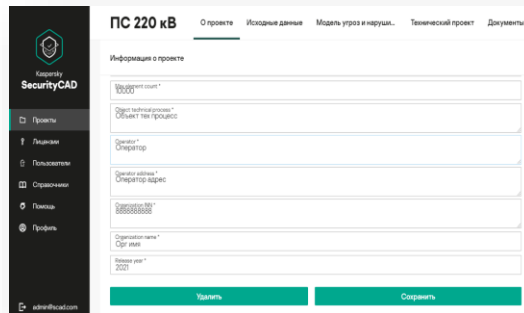 ПС 220 кВ
О проекте
Исходные данные
Модель угроз и наруши...
Технический проект
Документы
Kaspersky
SecurityCAD
Информация о проекте
Max element count *
10000
Object technical process *
Объект тех процесс
Operator *
Оператор
Operator address *
Оператор адрес
Organization *
8888888888
Organization name *
Орг имя
Release year *
2021
Проекты
Лицензии
Пользователи
Справочники
Помощь
Профиль
Удалить
Сохранить
admin@scad.com